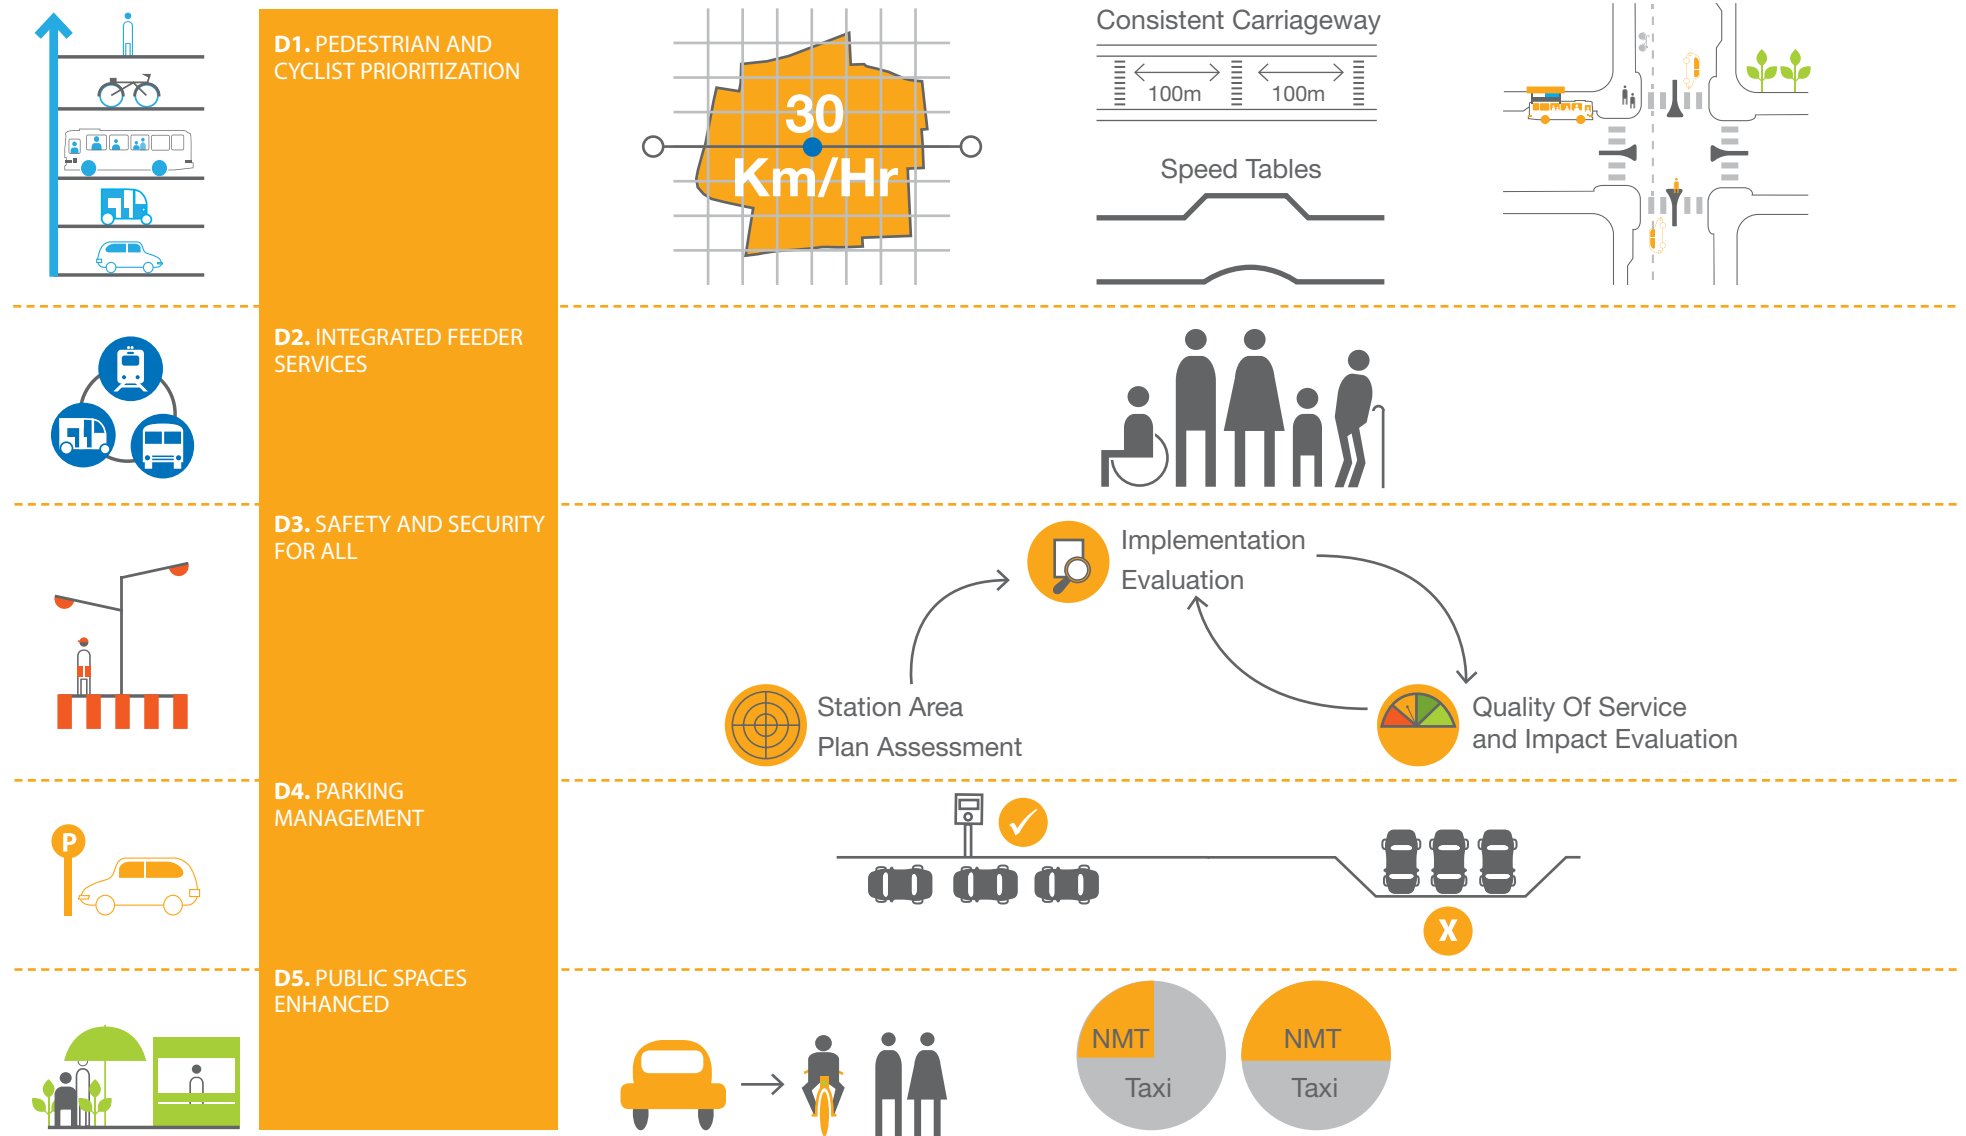 D1. PEDESTRIAN AND
CYCLIST PRIORITIZATION
30
Km/Hr
Consistent Carriageway
100m
100m
Speed Tables
D2. INTEGRATED FEEDER
SERVICES
D3. SAFETY AND SECURITY
FOR ALL
Implementation
Evaluation
Station Area
Plan Assessment
Quality Of Service
and Impact Evaluation
D4. PARKING
MANAGEMENT
P
X
D5. PUBLIC SPACES
ENHANCED
NMT
Taxi
NMT
Taxi